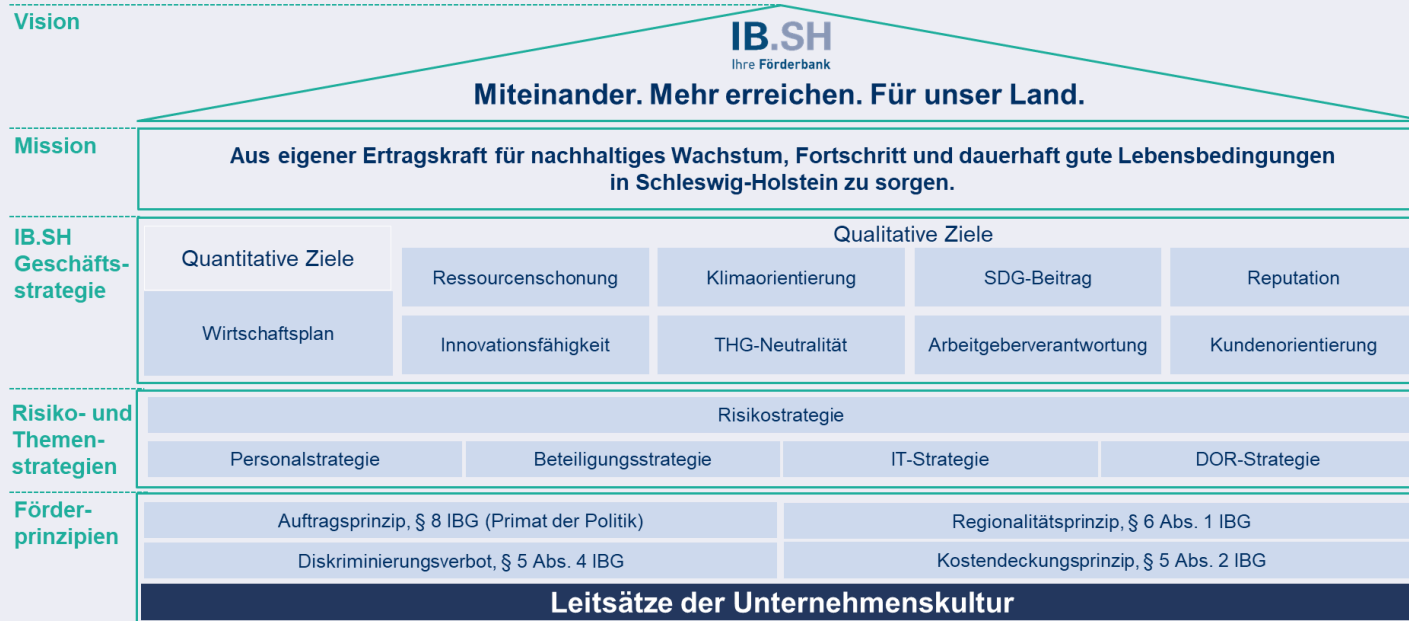 Vision
IB.SH
Ihre Förderbank
Miteinander. Mehr erreichen. Für unser Land.
Mission
Aus eigener Ertragskraft für nachhaltiges Wachstum, Fortschritt und dauerhaft gute Lebensbedingungen
in Schleswig-Holstein zu sorgen.
IB.SH
Geschäfts-
strategie
Quantitative Ziele
Wirtschaftsplan
Qualitative Ziele
Ressourcenschonung
Klimaorientierung
SDG-Beitrag
Reputation
Innovationsfähigkeit
THG-Neutralität
Arbeitgeberverantwortung
Kundenorientierung
Risiko- und
Themen-
strategien
Risikostrategie
Personalstrategie
Beteiligungsstrategie
IT-Strategie
DOR-Strategie
Förder-
prinzipien
Auftragsprinzip, § 8 IBG (Primat der Politik)
Regionalitätsprinzip, § 6 Abs. 1 IBG
Diskriminierungsverbot, § 5 Abs. 4 IBG
Kostendeckungsprinzip, § 5 Abs. 2 IBG
Leitsätze der Unternehmenskultur